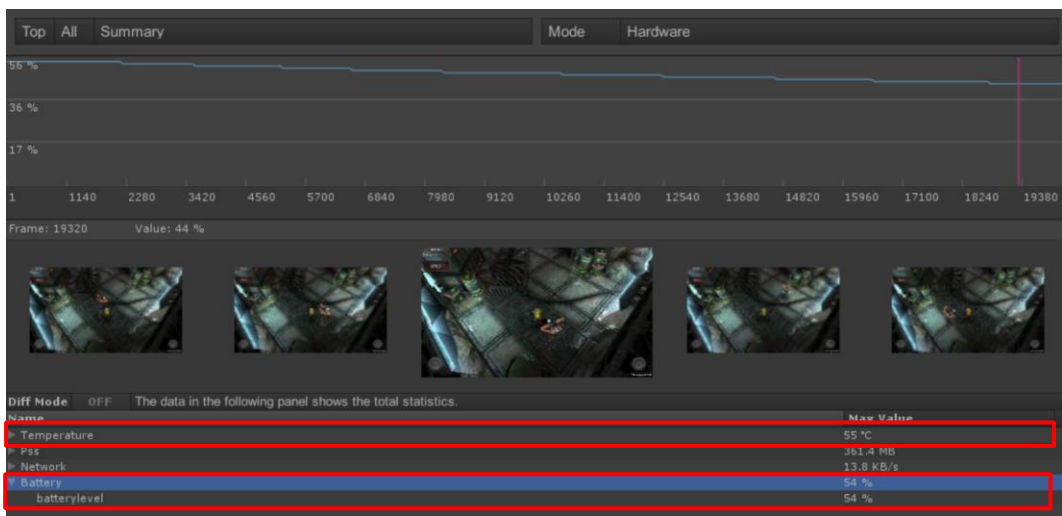 Top All Summary Mode Hardware
56 %
36 %
17 %
1 1140 2280 3420 4560 5700 6840 7980 9120 10260 11400 12540 13680 14820 15960 17100 18240 19380
Frame: 19320 Value: 44 %
Diff Mode OFF The data in the following panel shows the total statistics.
Name Max Value
Temperature 55 °C
Pss 361.4 MB
Network 13.8 KB/s
Battery 54 %
batterylevel 54 %